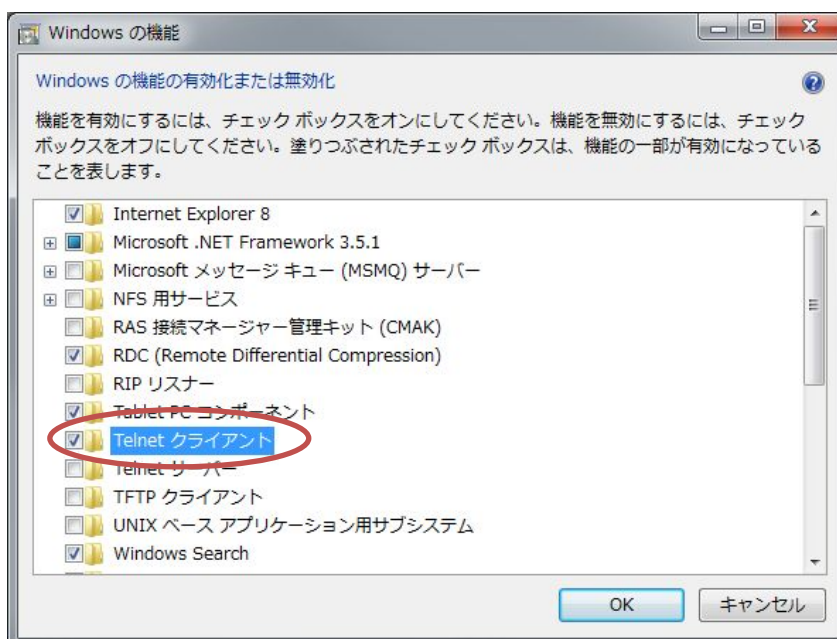 Windows の機能
Windows の機能の有効化または無効化
機能を有効にするには、チェック ボックスをオンにしてください。機能を無効にするには、チェック
ボックスをオフにしてください。塗りつぶされたチェック ボックスは、機能の一部が有効になっている
ことを表します。
Internet Explorer 8
Microsoft .NET Framework 3.5.1
Microsoft メッセージ キュー (MSMQ) サーバー
NFS 用サービス
RAS 接続マネージャー管理キット (CMAK)
RDC (Remote Differential Compression)
RIP リスナー
Tablet PC コンポーネント
Telnet クライアント
Telnet サーバー
TFTP クライアント
UNIX ベース アプリケーション用サブシステム
Windows Search
OK
キャンセル